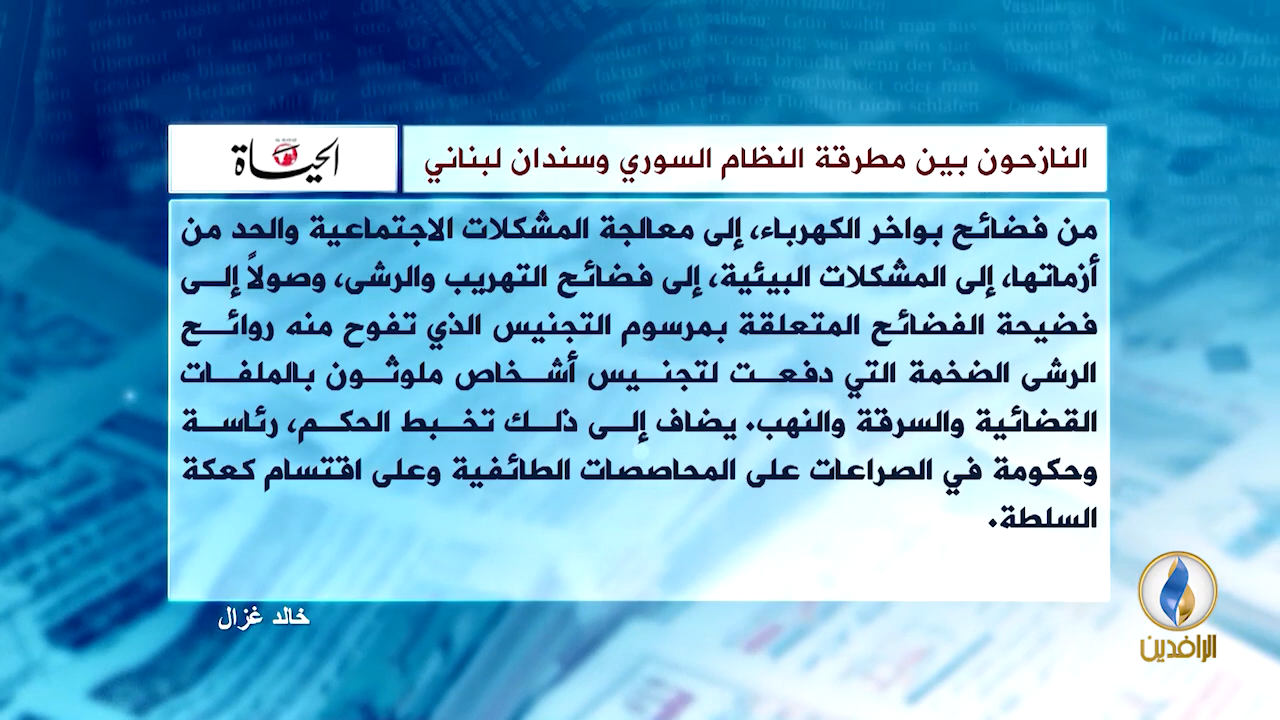 النازحون بين مطرقة النظام السوري وسندان لبناني
الحياة
من فضائح بواخر الكهرباء، إلى معالجة المشكلات الاجتماعية والحد من
أزماتها، إلى المشكلات البيئية، إلى فضائح التهريب والرشى، وصولاً إلى
فضيحة الفضائح المتعلقة بمرسوم التجنيس الذي تفوح منه روائح
الرشى الضخمة التي دفعت لتجنيس أشخاص ملوثون بالملفات
القضائية والسرقة والنهب. يضاف إلى ذلك تخبط الحكم، رئاسة
وحكومة في الصراعات على المحاصصات الطائفية وعلى اقتسام كعكة
السلطة.
خالد غزال
الرافدين